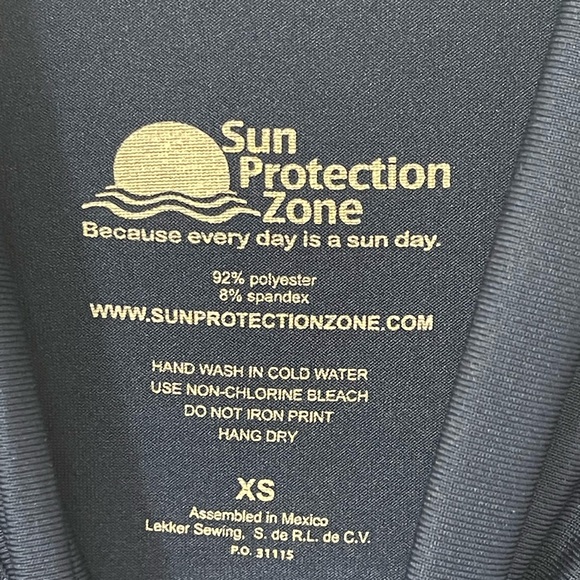 Sun
Protection
Zone
Because every day is a sun day.
92% polyester
8% spandex
WWW.SUNPROTECTIONZONE.COM
HAND WASH IN COLD WATER
USE NON-CHLORINE BLEACH
DO NOT IRON PRINT
HANG DRY
XS
Assembled in Mexico
Lekker Sewing, S. de R.L. de C.V.
P.O. 31115